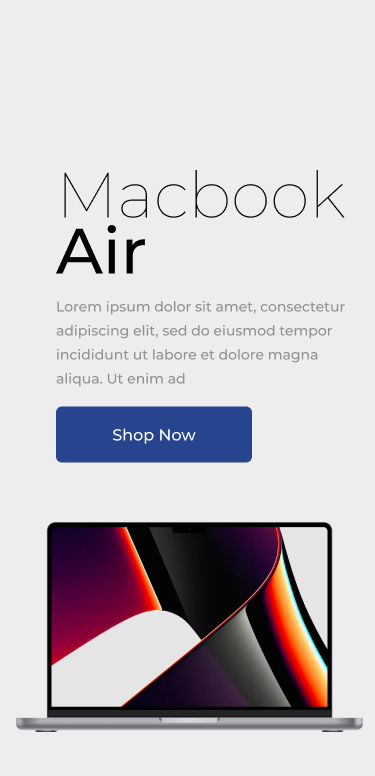 Macbook
Air
Lorem ipsum dolor sit amet, consectetur
adipiscing elit, sed do eiusmod tempor
incididunt ut labore et dolore magna
aliqua. Ut enim ad
Shop Now